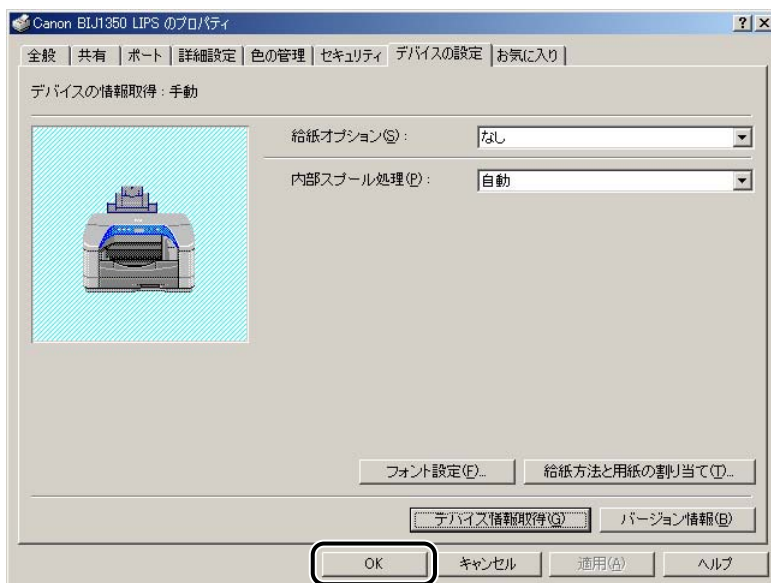 Canon BIJ1350 LIPS のプロパティ
全般 共有 ポート 詳細設定 色の管理 セキュリティ デバイスの設定 お気に入り
デバイスの情報取得：手動
給紙オプション(S)： なし
内部スプール処理(P)： 自動
フォント設定(F)... 給紙方法と用紙の割り当て(T)...
デバイス情報取得(G) バージョン情報(B)
OK キャンセル 適用(A) ヘルプ